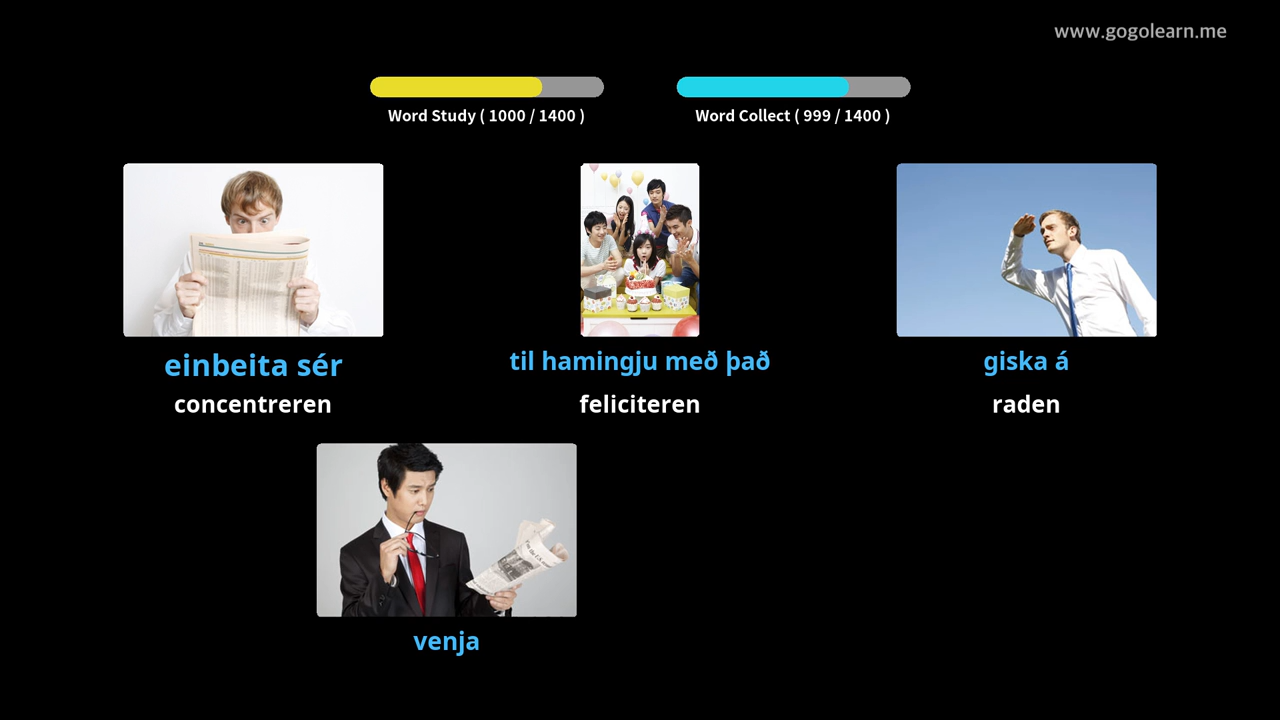 www.gogolearn.me
Word Study ( 1000 / 1400 )
Word Collect ( 999 / 1400 )
einbeita sér
til hamingju með það
giska á
concentreren
feliciteren
raden
venja